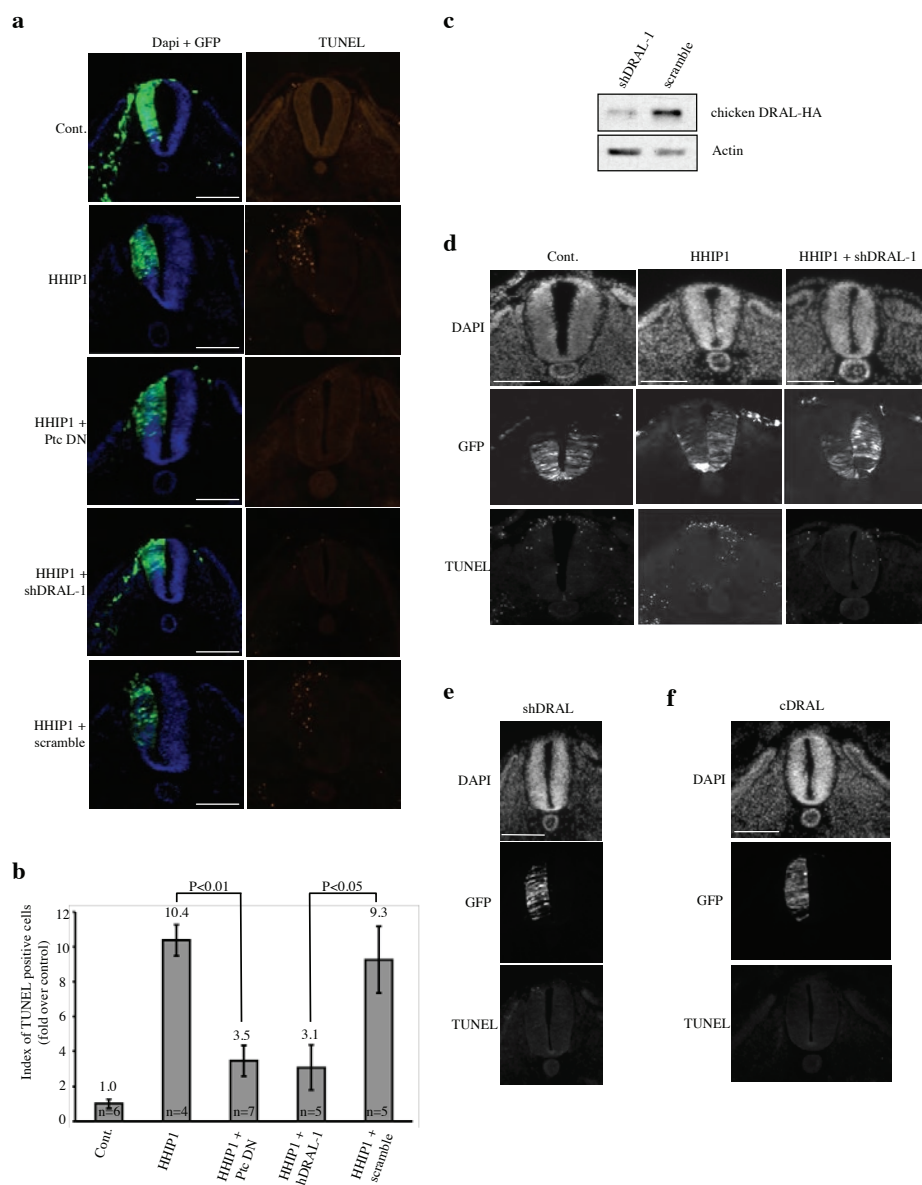 a
Dapi + GFP
TUNEL
Cont.
HHIP1
HHIP1 +
Ptc DN
HHIP1 +
shDRAL-1
HHIP1 +
scramble
b
Index of TUNEL positive cells
(fold over control)
12
10
8
6
4
2
0
P<0.01
P<0.05
1.0
10.4
3.5
3.1
9.3
n=6
n=4
n=7
n=5
n=5
Cont.
HHIP1
HHIP1 +
Ptc DN
HHIP1 +
hDRAL-1
HHIP1 +
scramble
c
shDRAL-1
scramble
chicken DRAL-HA
Actin
d
Cont.
HHIP1
HHIP1 + shDRAL-1
DAPI
GFP
TUNEL
e
shDRAL
DAPI
GFP
TUNEL
f
cDRAL
DAPI
GFP
TUNEL